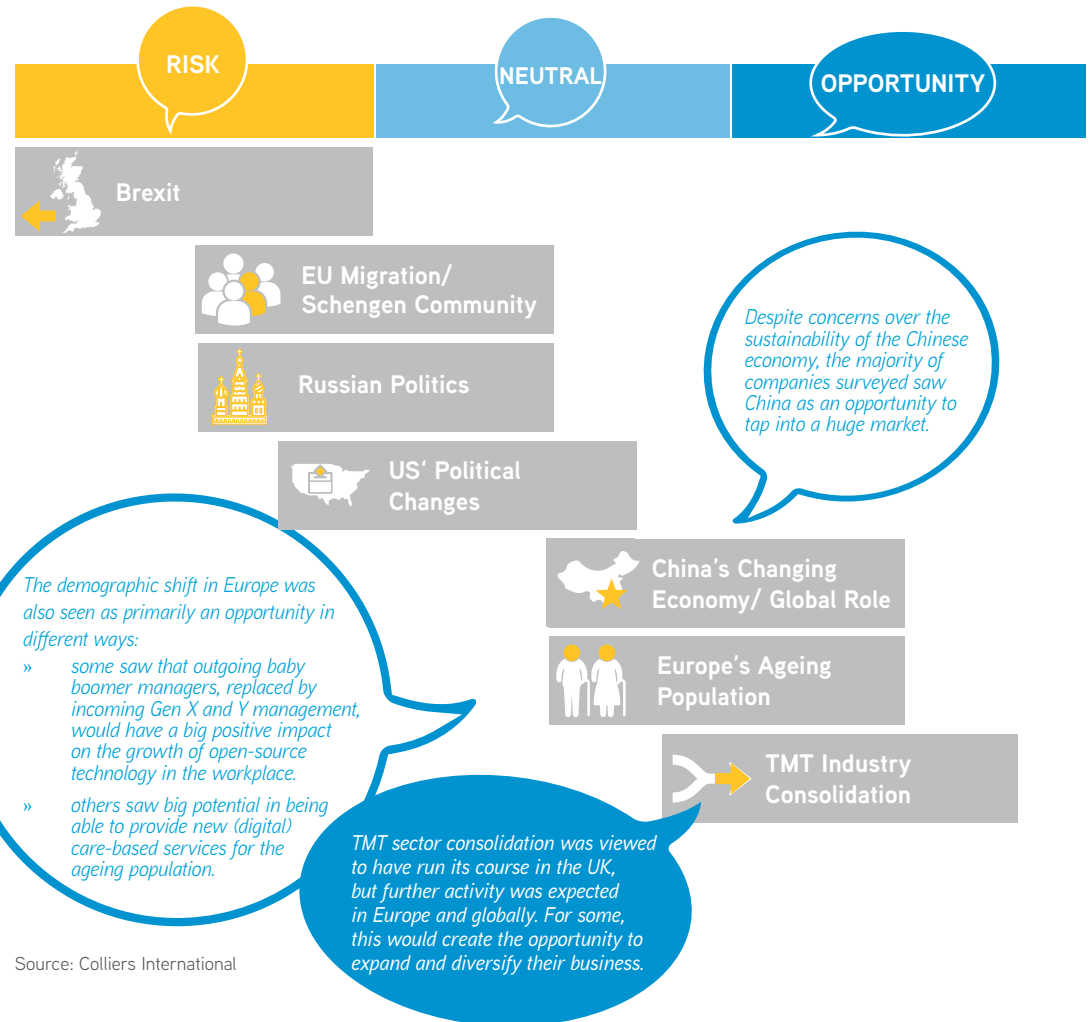 RISK
NEUTRAL
OPPORTUNITY
Brexit
EU Migration/
Schengen Community
Russian Politics
US‘ Political
Changes
Despite concerns over the
sustainability of the Chinese
economy, the majority of
companies surveyed saw
China as an opportunity to
tap into a huge market.
China’s Changing
Economy/ Global Role
Europe’s Ageing
Population
TMT Industry
Consolidation
The demographic shift in Europe was
also seen as primarily an opportunity in
different ways:
» some saw that outgoing baby
boomer managers, replaced by
incoming Gen X and Y management,
would have a big positive impact
on the growth of open-source
technology in the workplace.
» others saw big potential in being
able to provide new (digital)
care-based services for the
ageing population.
TMT sector consolidation was viewed
to have run its course in the UK,
but further activity was expected
in Europe and globally. For some,
this would create the opportunity to
expand and diversify their business.
Source: Colliers International